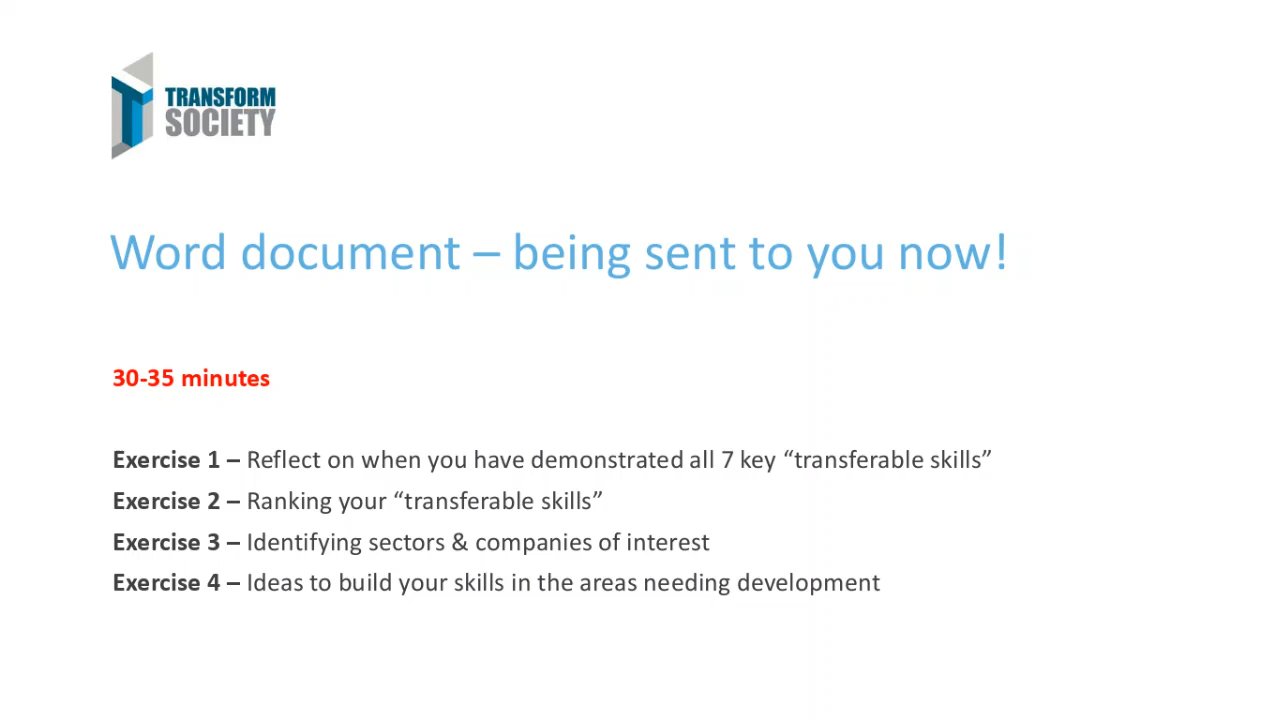 TRANSFORM
SOCIETY
Word document – being sent to you now!
30-35 minutes
Exercise 1 – Reflect on when you have demonstrated all 7 key “transferable skills”
Exercise 2 – Ranking your “transferable skills”
Exercise 3 – Identifying sectors & companies of interest
Exercise 4 – Ideas to build your skills in the areas needing development